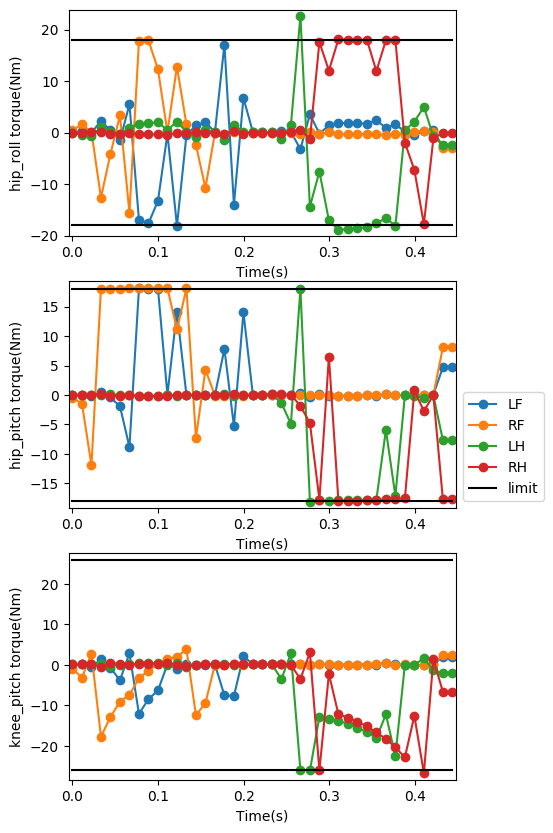 20
10
0
−10
−20
hip_roll torque(Nm)
0.0 0.1 0.2 0.3 0.4
Time(s)
15
10
5
0
−5
−10
−15
hip_pitch torque(Nm)
0.0 0.1 0.2 0.3 0.4
Time(s)
LF
RF
LH
RH
limit
20
10
0
−10
−20
knee_pitch torque(Nm)
0.0 0.1 0.2 0.3 0.4
Time(s)